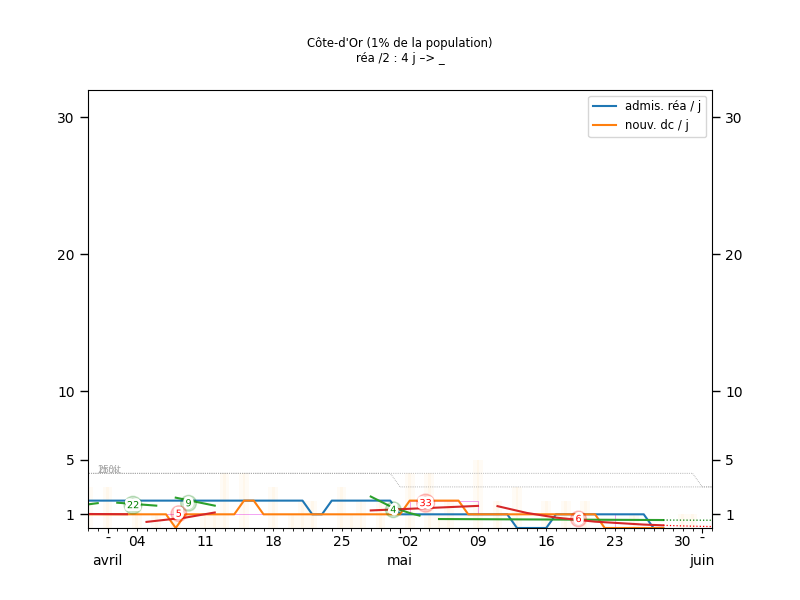 Côte-d'Or (1% de la population)
réa /2 : 4 j –> _
admis. réa / j
nouv. dc / j
30 30
20 20
10 10
5 5
1 1
22 5 9 4 33 6
- 04 11 18 25 -02 09 16 23 30 -
avril mai juin